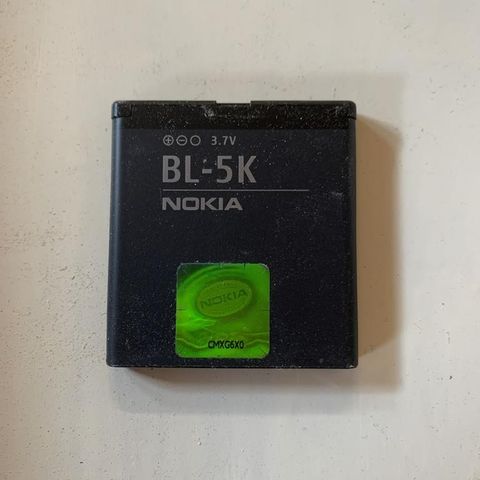 ⊕⊖○ 3.7V
BL-5K
NOKIA
NOKIA
CMXG6X0